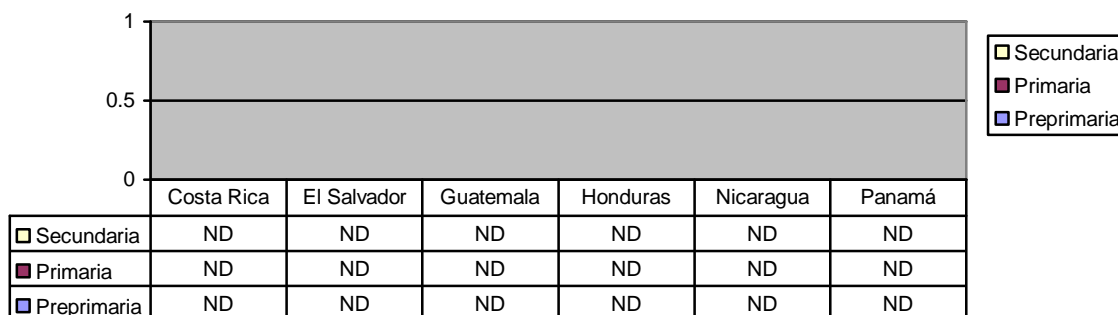 1
Secundaria
Primaria
0.5
Preprimaria
0
Costa Rica El Salvador Guatemala Honduras Nicaragua Panamá
Secundaria ND ND ND ND ND ND
Primaria ND ND ND ND ND ND
Preprimaria ND ND ND ND ND ND